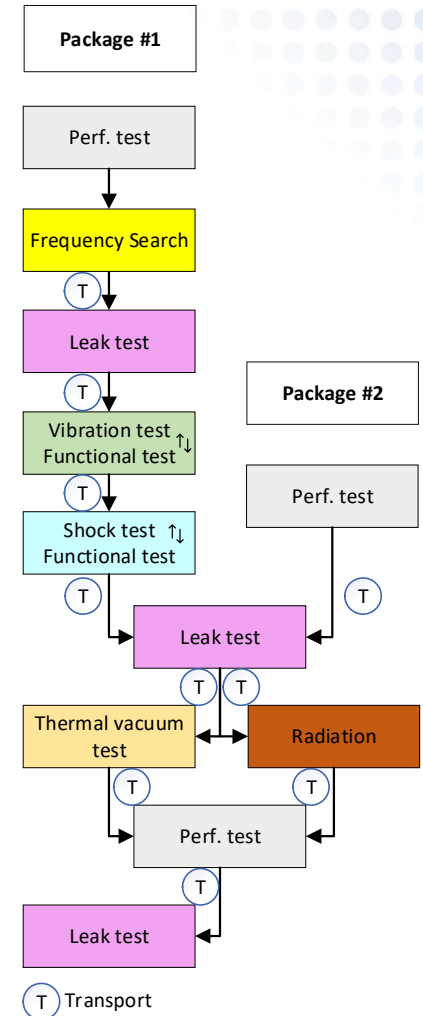 Package #1
Perf. test
Frequency Search
T
Leak test
T
Package #2
Vibration test ↑↓
Functional test
T
Perf. test
Shock test ↑↓
Functional test
T
T
Leak test
T
T
Thermal vacuum
test
Radiation
T
T
Perf. test
T
Leak test
T Transport